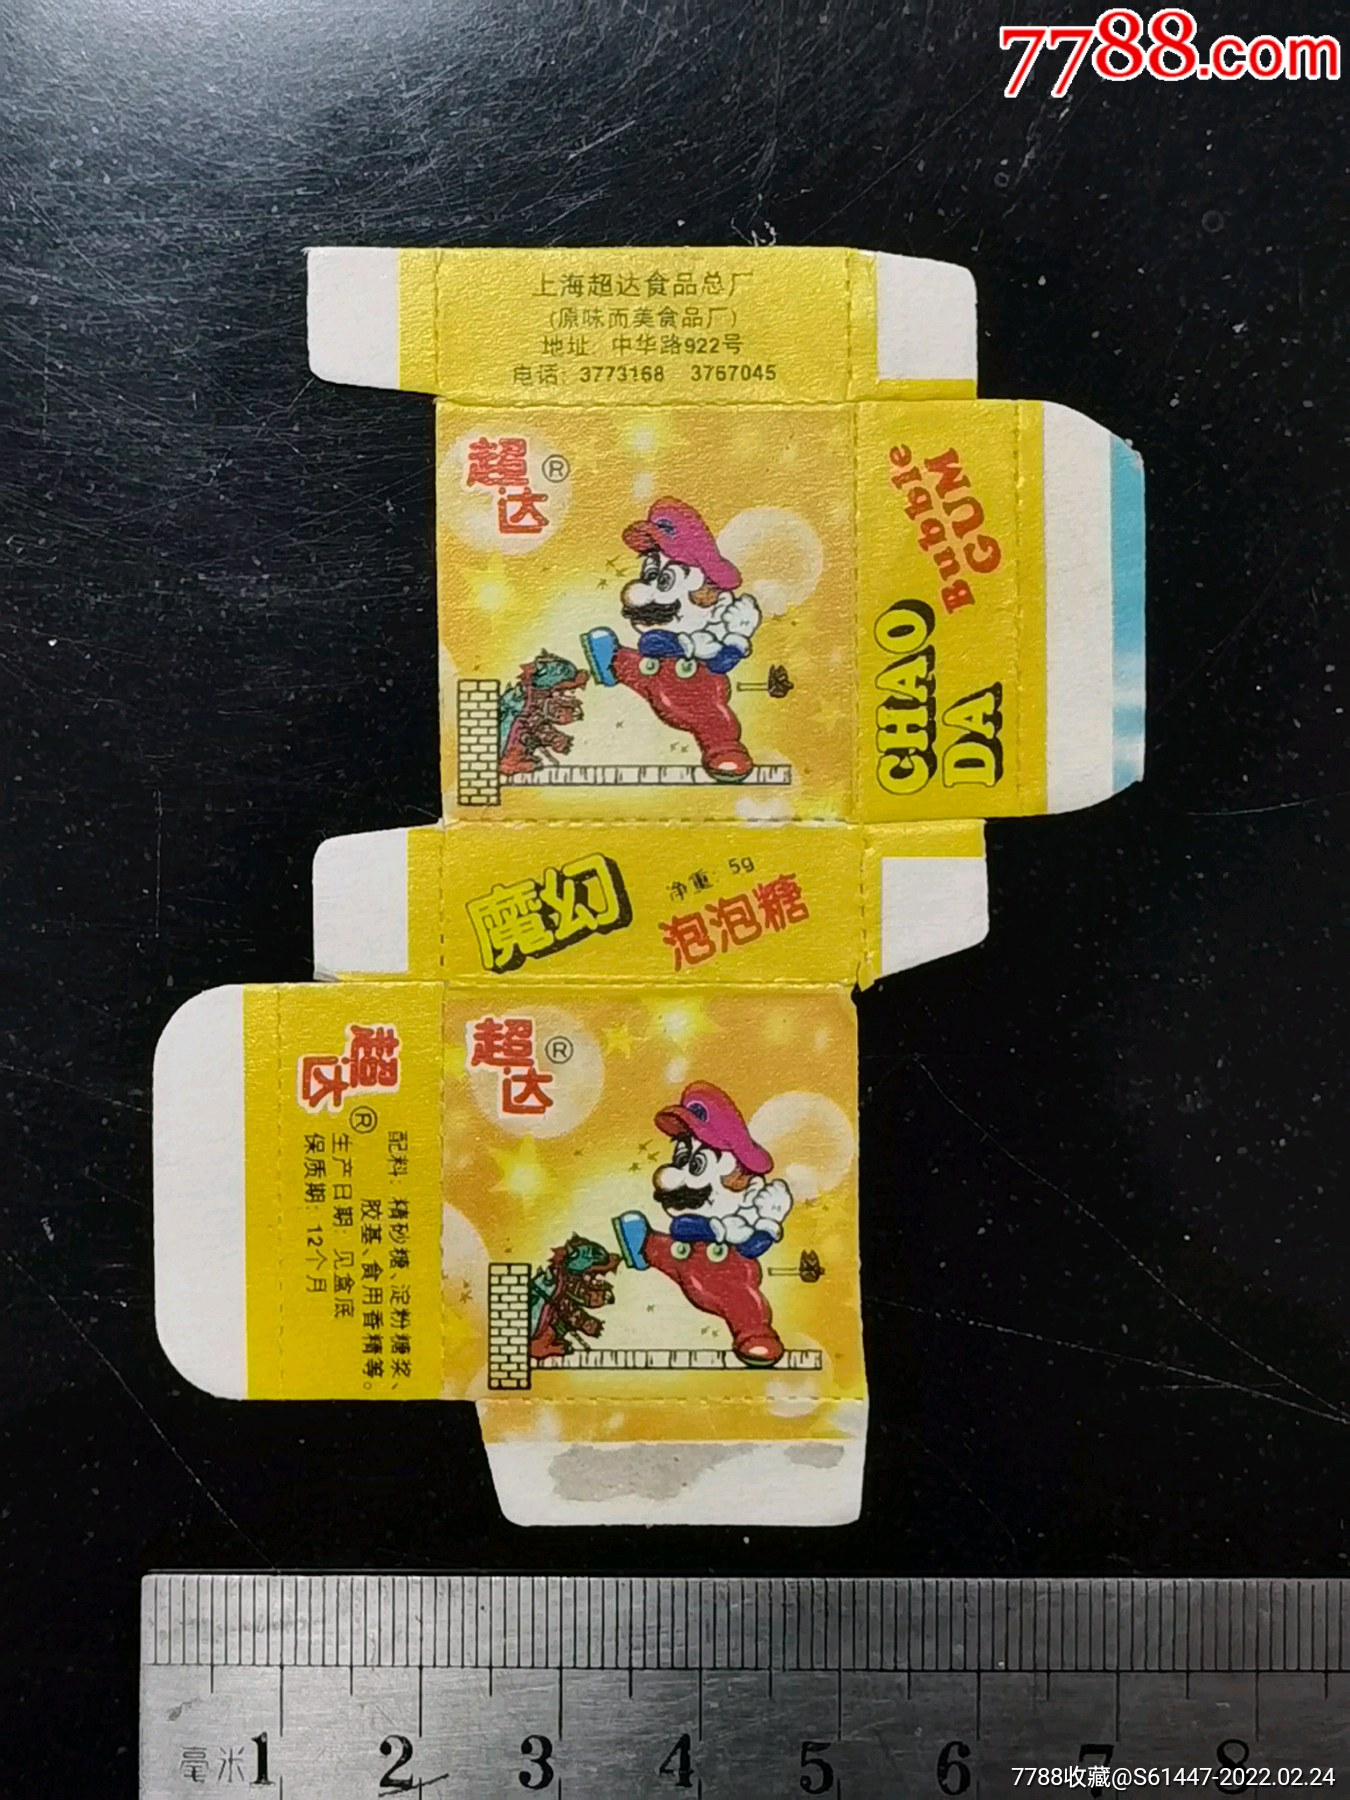 7788.com
上海超达食品总厂
(原味而美食品厂)
地址: 中华路922号
电话: 3773168 3767045
超达®
Bubble
GUM
CHAO
DA
魔幻
净重: 5g
泡泡糖
超达®
超达®
配料: 精砂糖、淀粉糖浆、
胶基、食用香精等。
生产日期: 见盒底
保质期: 12个月
毫米 1 2 3 4 5 6 7 8
7788收藏@S61447-2022.02.24